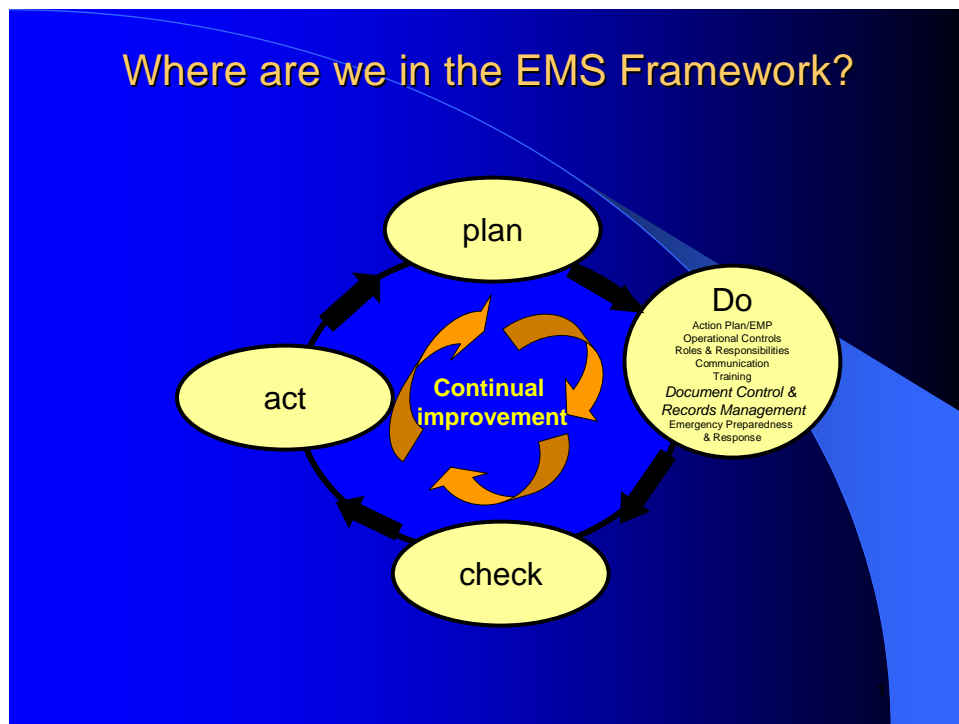 Where are we in the EMS Framework?
plan
Do
Action Plan/EMP
Operational Controls
Roles & Responsibilities
Communication
Training
Document Control &
Records Management
Emergency Preparedness
& Response
act
Continual
improvement
check